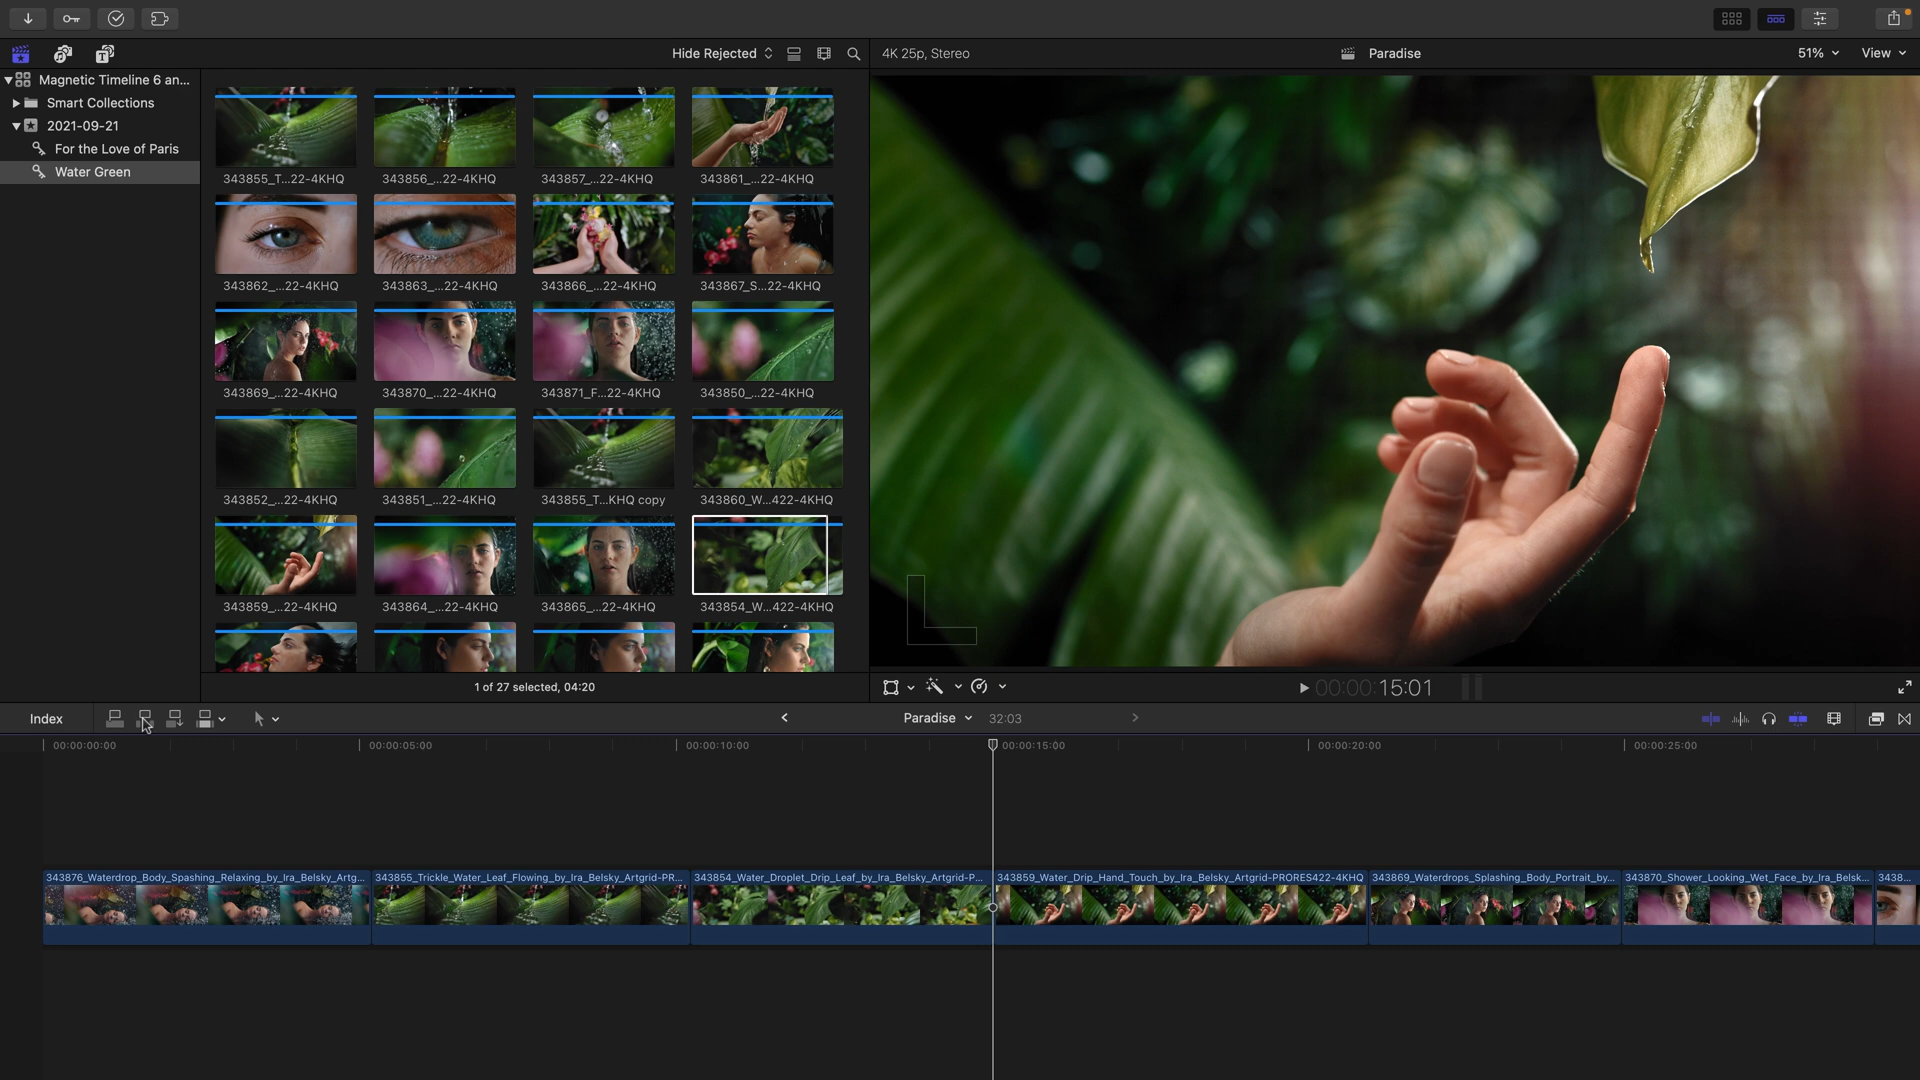 Hide Rejected
4K 25p, Stereo
Paradise
51%
View
Magnetic Timeline 6 an...
Smart Collections
2021-09-21
For the Love of Paris
Water Green
343855_T...22-4KHQ
343856_...22-4KHQ
343857_...22-4KHQ
343861_...22-4KHQ
343862_...22-4KHQ
343863_...22-4KHQ
343866_...22-4KHQ
343867_S...22-4KHQ
343869_...22-4KHQ
343870_...22-4KHQ
343871_F...22-4KHQ
343850_...22-4KHQ
343852_...22-4KHQ
343851_...22-4KHQ
343855_T...KHQ copy
343860_W...422-4KHQ
343859_...22-4KHQ
343864_...22-4KHQ
343865_...22-4KHQ
343854_W...422-4KHQ
1 of 27 selected, 04:20
00:00:15:01
Index
Paradise
32:03
00:00:00:00
00:00:05:00
00:00:10:00
00:00:15:00
00:00:20:00
00:00:25:00
343876_Waterdrop_Body_Spashing_Relaxing_by_Ira_Belsky_Artg...
343855_Trickle_Water_Leaf_Flowing_by_Ira_Belsky_Artgrid-PR...
343854_Water_Droplet_Drip_Leaf_by_Ira_Belsky_Artgrid-P...
343859_Water_Drip_Hand_Touch_by_Ira_Belsky_Artgrid-PRORES422-4KHQ
343869_Waterdrops_Splashing_Body_Portrait_by...
343870_Shower_Looking_Wet_Face_by_Ira_Belsk...
3438...